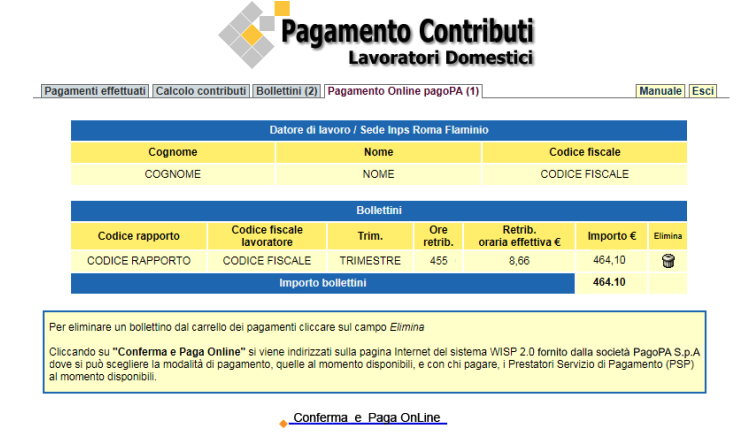 Pagamento Contributi
Lavoratori Domestici
Pagamenti effettuati Calcolo contributi Bollettini (2) Pagamento Online pagoPA (1) Manuale Esci
Datore di lavoro / Sede Inps Roma Flaminio
Cognome Nome Codice fiscale
COGNOME NOME CODICE FISCALE
Bollettini
Codice rapporto Codice fiscale lavoratore Trim. Ore retrib. Retrib. oraria effettiva € Importo € Elimina
CODICE RAPPORTO CODICE FISCALE TRIMESTRE 455 8,66 464,10
Importo bollettini 464.10
Per eliminare un bollettino dal carrello dei pagamenti cliccare sul campo Elimina
Cliccando su "Conferma e Paga Online" si viene indirizzati sulla pagina Internet del sistema WISP 2.0 fornito dalla società PagoPA S.p.A
dove si può scegliere la modalità di pagamento, quelle al momento disponibili, e con chi pagare, i Prestatori Servizio di Pagamento (PSP)
al momento disponibili.
Conferma e Paga OnLine